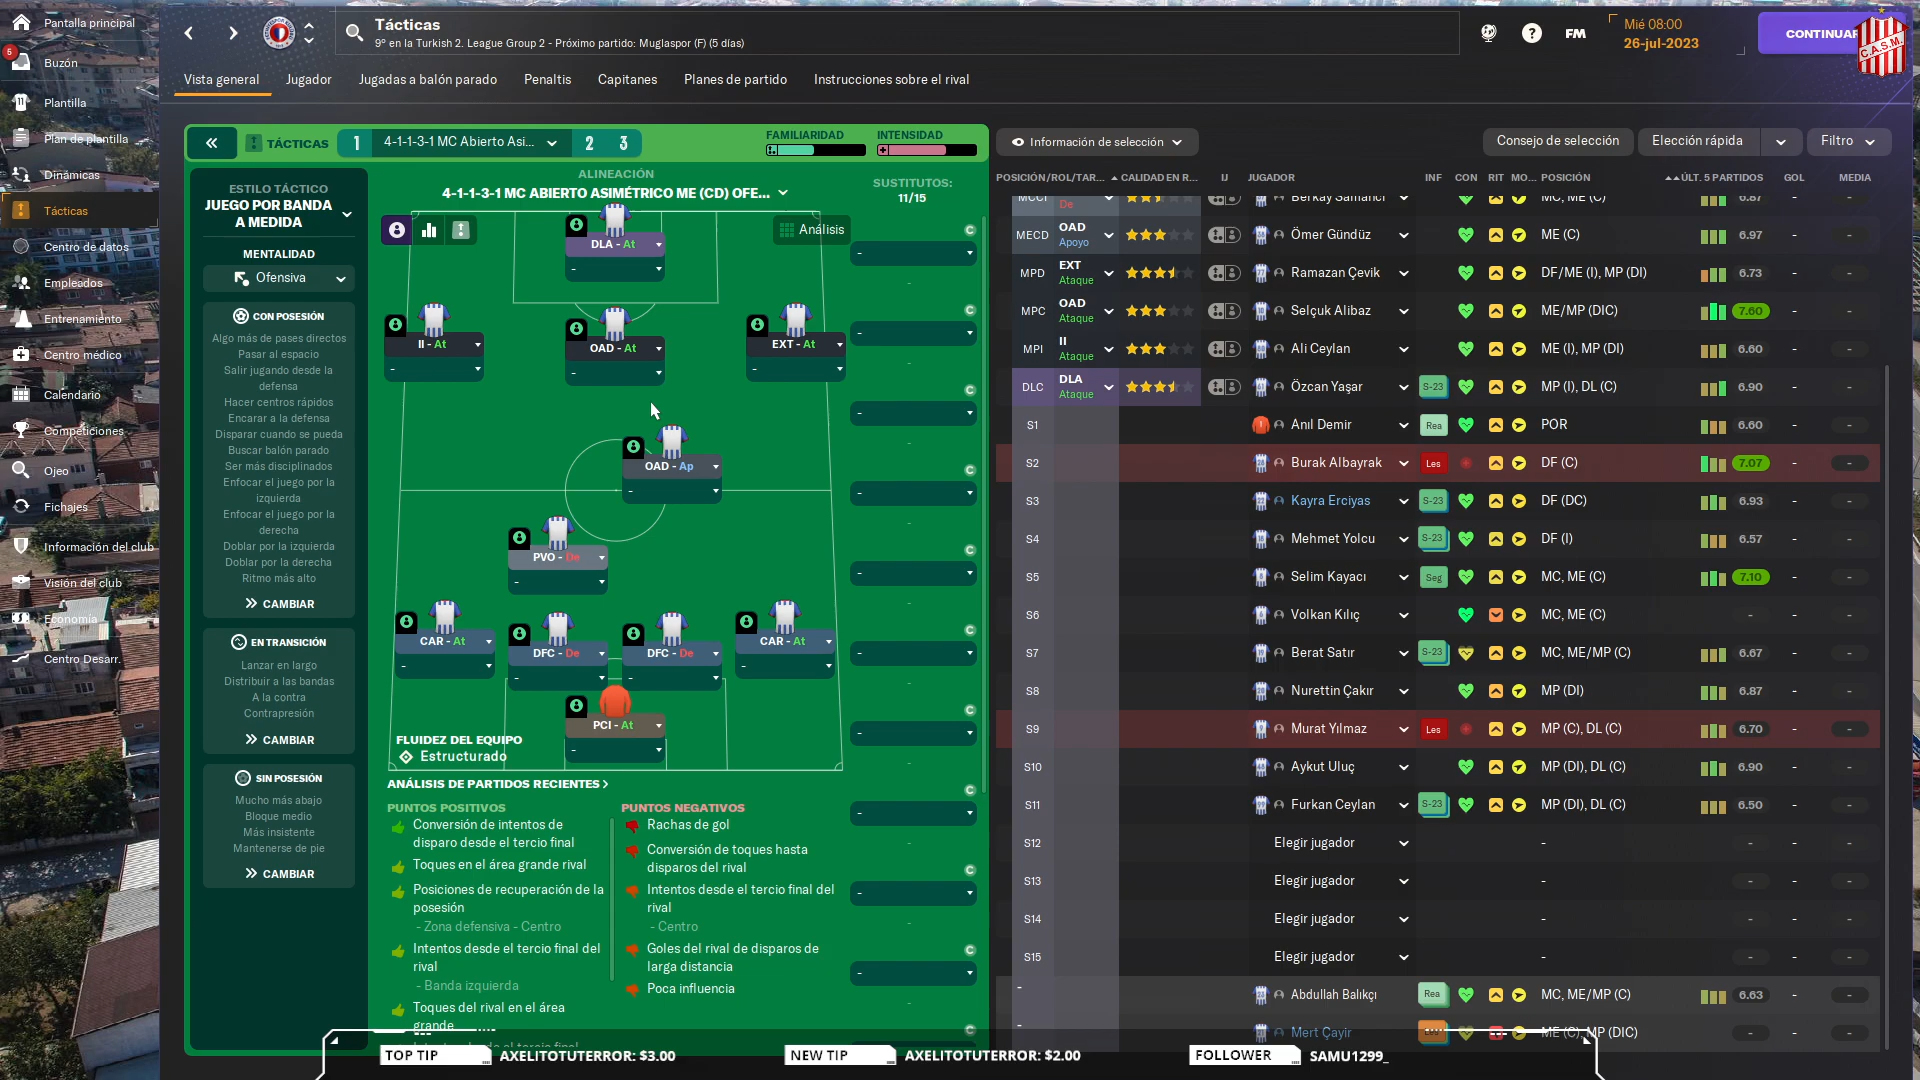 Pantalla principal
6
Buzón
Plantilla
Plan de plantilla
Dinámicas
Tácticas
Centro de datos
Empleados
Entrenamiento
Centro médico
Calendario
Competiciones
Ojeo
Fichajes
Información del club
Visión del club
Economía
Centro Desarr.
Tácticas
9º en la Turkish 2. League Group 2 - Próximo partido: Muglaspor (F) (5 días)
FM
Mié 08:00
26-jul-2023
CONTINUAR
C.A.S.M.
Vista general
Jugador
Jugadas a balón parado
Penaltis
Capitanes
Planes de partido
Instrucciones sobre el rival
TÁCTICAS
1
4-1-1-3-1 MC Abierto Asi...
2
3
FAMILIARIDAD
INTENSIDAD
ESTILO TÁCTICO
JUEGO POR BANDA
A MEDIDA
MENTALIDAD
Ofensiva
CON POSESIÓN
Algo más de pases directos
Pasar al espacio
Salir jugando desde la
defensa
Hacer centros rápidos
Encarar a la defensa
Disparar cuando se pueda
Buscar balón parado
Ser más disciplinados
Enfocar el juego por la
izquierda
Enfocar el juego por la
derecha
Doblar por la izquierda
Doblar por la derecha
Ritmo más alto
CAMBIAR
EN TRANSICIÓN
Lanzar en largo
Distribuir a las bandas
A la contra
Contrapresión
CAMBIAR
SIN POSESIÓN
Mucho más abajo
Bloque medio
Más insistente
Mantenerse de pie
CAMBIAR
ALINEACIÓN
4-1-1-3-1 MC ABIERTO ASIMÉTRICO ME (CD) OFE...
SUSTITUTOS:
11/15
Análisis
DLA - At
II - At
OAD - At
EXT - At
OAD - Ap
PVO - De
CAR - At
DFC - De
DFC - De
CAR - At
PCI - At
FLUIDEZ DEL EQUIPO
Estructurado
ANÁLISIS DE PARTIDOS RECIENTES >
PUNTOS POSITIVOS
Conversión de intentos de
disparo desde el tercio final
Toques en el área grande rival
Posiciones de recuperación de la
posesión
- Zona defensiva - Centro
Intentos desde el tercio final del
rival
- Banda izquierda
Toques del rival en el área
grande
PUNTOS NEGATIVOS
Rachas de gol
Conversión de toques hasta
disparos del rival
Intentos desde el tercio final del
rival
- Centro
Goles del rival de disparos de
larga distancia
Poca influencia
Información de selección
Consejo de selección
Elección rápida
Filtro
POSICIÓN/ROL/TAR... CALIDAD EN R... IJ JUGADOR INF CON RIT MO... POSICIÓN ÚLT. 5 PARTIDOS GOL MEDIA
MCCI De Berkay Samancı MC, ME (C) 6.87
MECD OAD Apoyo Ömer Gündüz ME (C) 6.97 - -
MPD EXT Ataque Ramazan Çevik DF/ME (I), MP (DI) 6.73 - -
MPC OAD Ataque Selçuk Alibaz ME/MP (DIC) 7.60 - -
MPI II Ataque Ali Ceylan ME (I), MP (DI) 6.60 - -
DLC DLA Ataque Özcan Yaşar S-23 MP (I), DL (C) 6.90 - -
S1 Anıl Demir Rea POR 6.60 - -
S2 Burak Albayrak Les DF (C) 7.07 - -
S3 Kayra Erciyas S-23 DF (DC) 6.93 - -
S4 Mehmet Yolcu S-23 DF (I) 6.57 - -
S5 Selim Kayacı Seg MC, ME (C) 7.10 - -
S6 Volkan Kılıç MC, ME (C) - - -
S7 Berat Satır S-23 MC, ME/MP (C) 6.67 - -
S8 Nurettin Çakır MP (DI) 6.87 - -
S9 Murat Yılmaz Les MP (C), DL (C) 6.70 - -
S10 Aykut Uluç MP (DI), DL (C) 6.90 - -
S11 Furkan Ceylan S-23 MP (DI), DL (C) 6.50 - -
S12 Elegir jugador - - -
S13 Elegir jugador - - -
S14 Elegir jugador - - -
S15 Elegir jugador - - -
- Abdullah Balıkçı Rea MC, ME/MP (C) 6.63 - -
- Mert Çayir ME (C), MP (DIC) - - -
TOP TIP AXELITOTUTERROR: $3.00
NEW TIP AXELITOTUTERROR: $2.00
FOLLOWER SAMU1299_